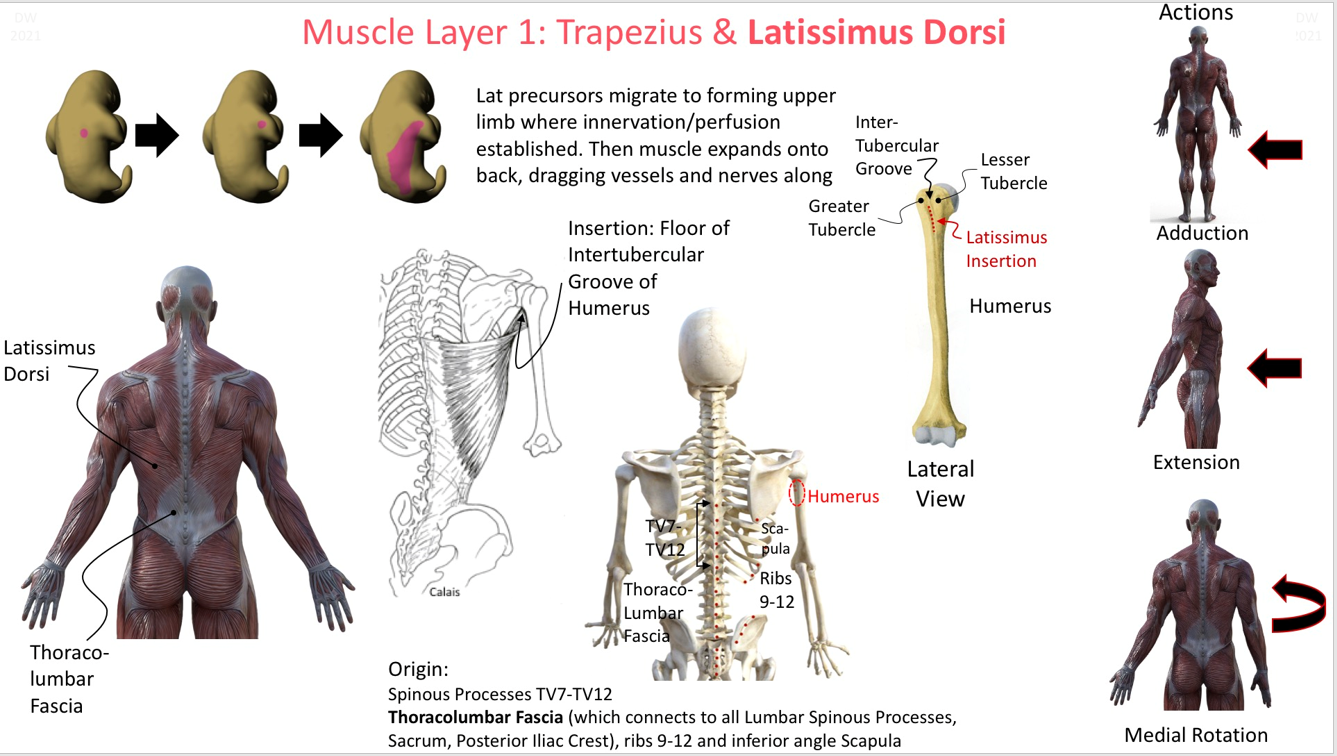 DW
2021
Muscle Layer 1: Trapezius & Latissimus Dorsi
DW
2021
Lat precursors migrate to forming upper
limb where innervation/perfusion
established. Then muscle expands onto
back, dragging vessels and nerves along
Insertion: Floor of
Intertubercular
Groove of
Humerus
Inter-
Tubercular
Groove
Lesser
Tubercle
Greater
Tubercle
Latissimus
Insertion
Humerus
Lateral
View
Latissimus
Dorsi
Thoraco-
lumbar
Fascia
Calais
Humerus
TV7-
TV12
Sca-
pula
Ribs
9-12
Thoraco-
Lumbar
Fascia
Origin:
Spinous Processes TV7-TV12
Thoracolumbar Fascia (which connects to all Lumbar Spinous Processes,
Sacrum, Posterior Iliac Crest), ribs 9-12 and inferior angle Scapula
Actions
Adduction
Extension
Medial Rotation